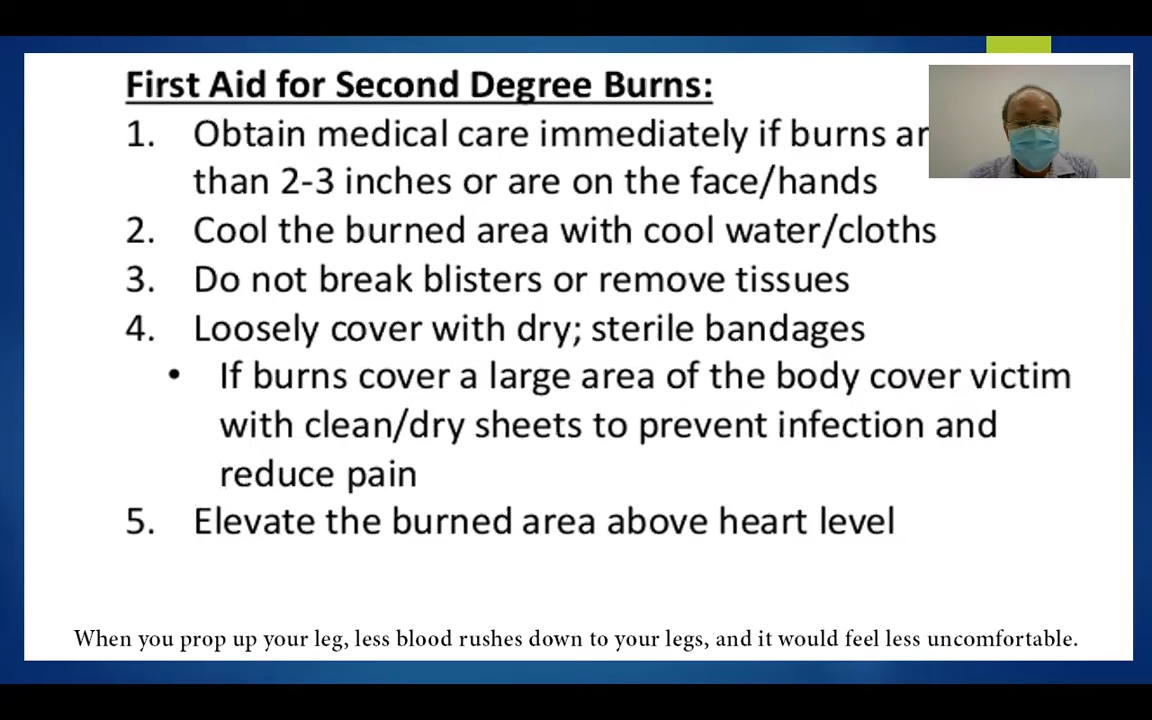 First Aid for Second Degree Burns:
1. Obtain medical care immediately if burns
than 2-3 inches or are on the face/hands
2. Cool the burned area with cool water/cloths
3. Do not break blisters or remove tissues
4. Loosely cover with dry; sterile bandages
• If burns cover a large area of the body cover victim
with clean/dry sheets to prevent infection and
reduce pain
5. Elevate the burned area above heart level
When you prop up your leg, less blood rushes down to your legs, and it would feel less uncomfortable.